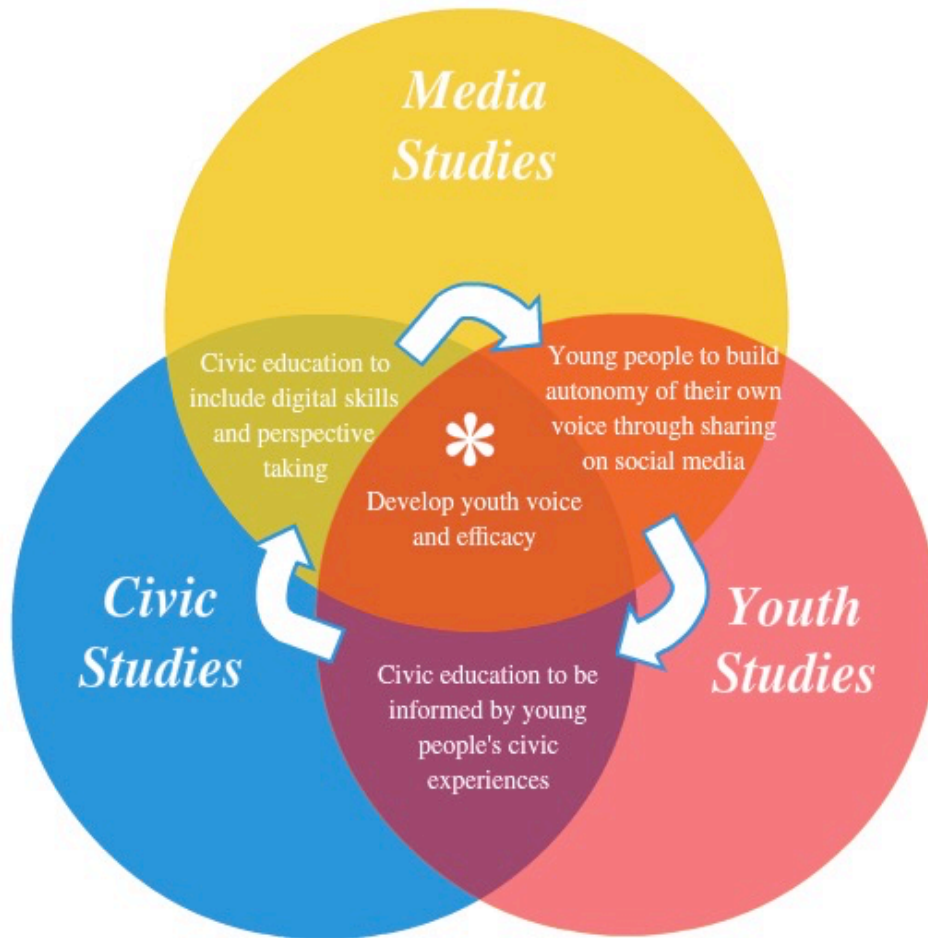 Media
Studies
Civic education to
include digital skills
and perspective
taking
Young people to build
autonomy of their own
voice through sharing
on social media
*
Develop youth voice
and efficacy
Civic
Studies
Youth
Studies
Civic education to be
informed by young
people's civic
experiences